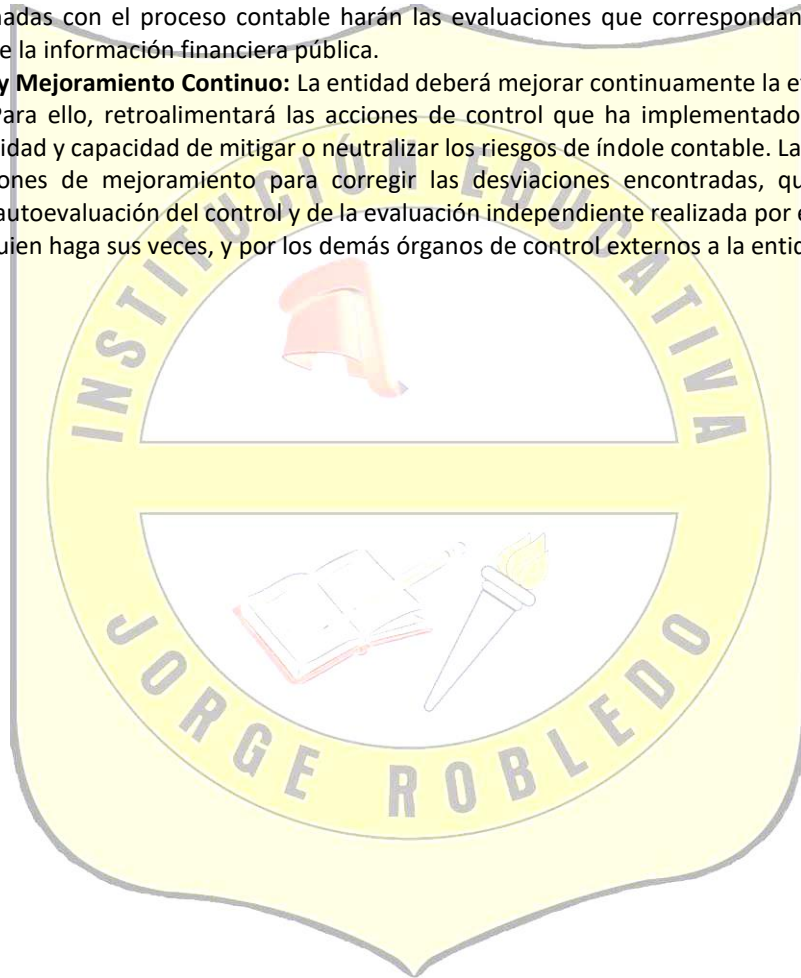 nadas con el proceso contable harán las evaluaciones que correspondan
e la información financiera pública.
y Mejoramiento Continuo: La entidad deberá mejorar continuamente la e
Para ello, retroalimentará las acciones de control que ha implementado
idad y capacidad de mitigar o neutralizar los riesgos de índole contable. La
ones de mejoramiento para corregir las desviaciones encontradas, qu
autoevaluación del control y de la evaluación independiente realizada por e
uien haga sus veces, y por los demás órganos de control externos a la entid
INSTITUCIÓN EDUCATIVA
JORGE ROBLEDO